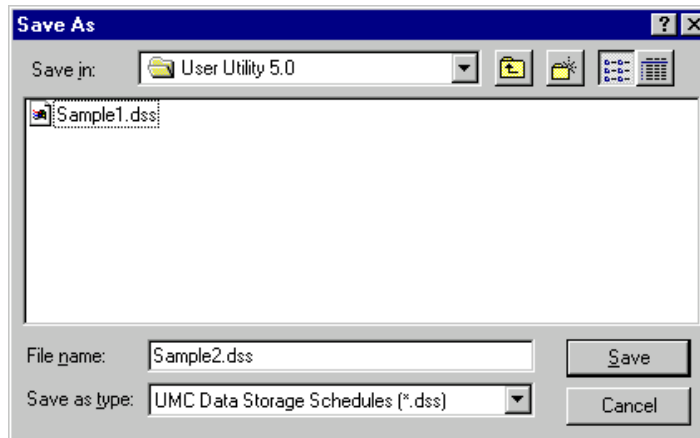 Save As
Save in: User Utility 5.0
Sample1.dss
File name: Sample2.dss Save
Save as type: UMC Data Storage Schedules (*.dss) Cancel